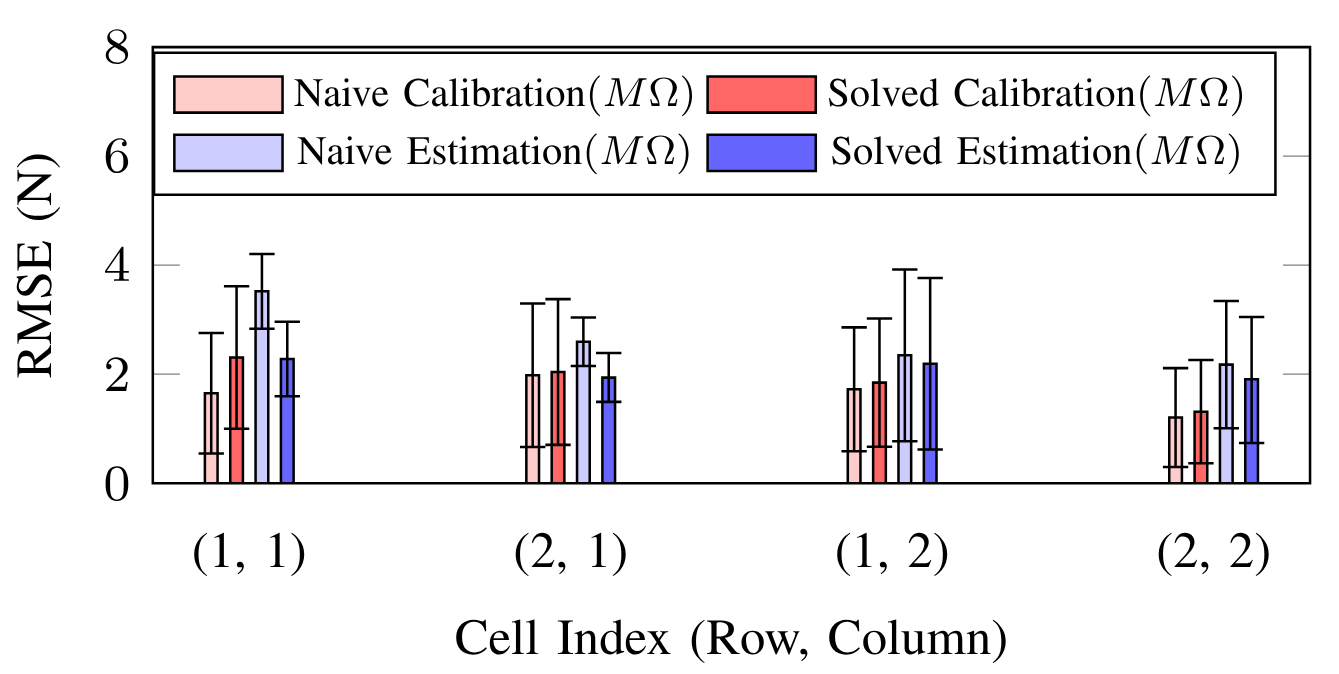 8
Naive Calibration(MΩ) Solved Calibration(MΩ)
Naive Estimation(MΩ) Solved Estimation(MΩ)
6
4
2
0
RMSE (N)
(1, 1) (2, 1) (1, 2) (2, 2)
Cell Index (Row, Column)